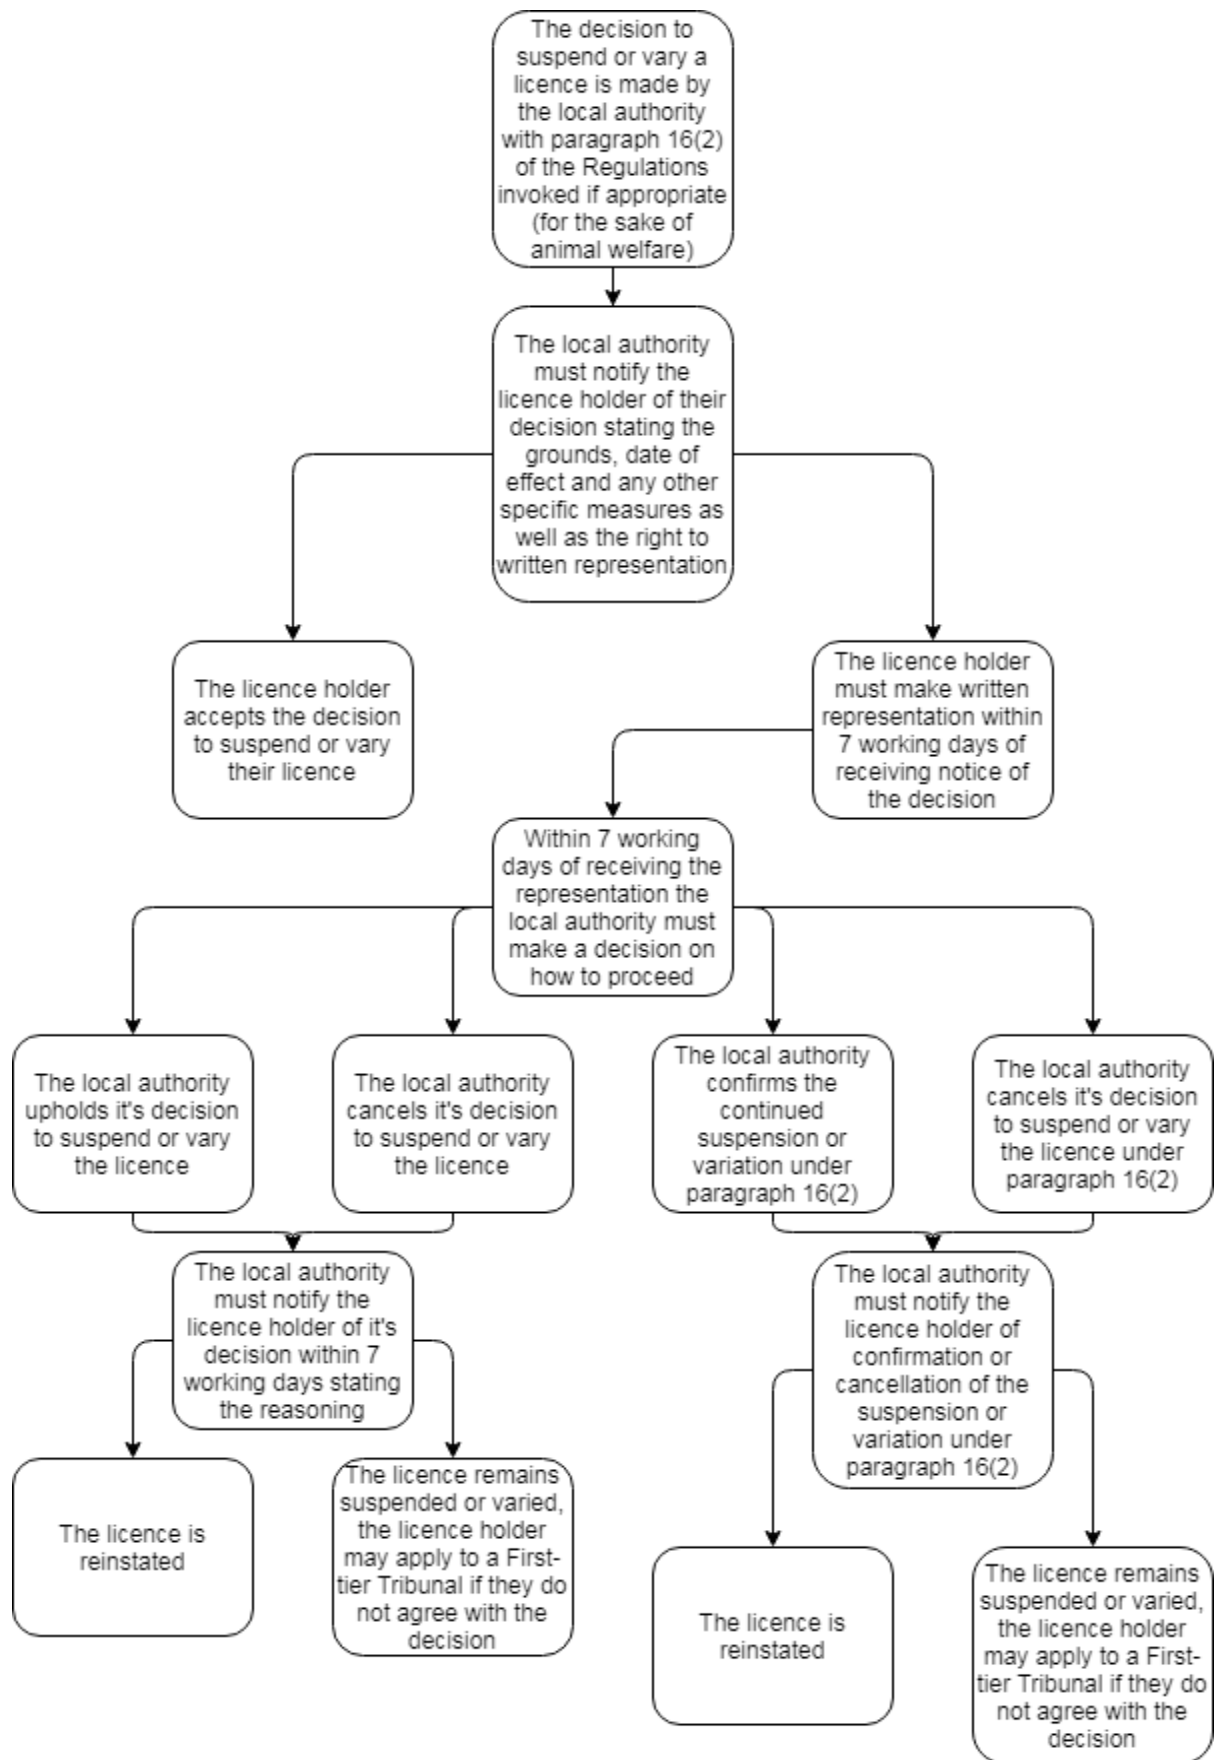 The decision to
suspend or vary a
licence is made by
the local authority
with paragraph 16(2)
of the Regulations
invoked if appropriate
(for the sake of
animal welfare)
The local authority
must notify the
licence holder of their
decision stating the
grounds, date of
effect and any other
specific measures as
well as the right to
written representation
The licence holder
accepts the decision
to suspend or vary
their licence
The licence holder
must make written
representation within
7 working days of
receiving notice of
the decision
Within 7 working
days of receiving the
representation the
local authority must
make a decision on
how to proceed
The local authority
upholds it's decision
to suspend or vary
the licence
The local authority
cancels it's decision
to suspend or vary
the licence
The local authority
confirms the
continued
suspension or
variation under
paragraph 16(2)
The local authority
cancels it's decision
to suspend or vary
the licence under
paragraph 16(2)
The local authority
must notify the
licence holder of it's
decision within 7
working days stating
the reasoning
The local authority
must notify the
licence holder of
confirmation or
cancellation of the
suspension or
variation under
paragraph 16(2)
The licence is
reinstated
The licence remains
suspended or varied,
the licence holder
may apply to a First-
tier Tribunal if they do
not agree with the
decision
The licence is
reinstated
The licence remains
suspended or varied,
the licence holder
may apply to a First-
tier Tribunal if they do
not agree with the
decision